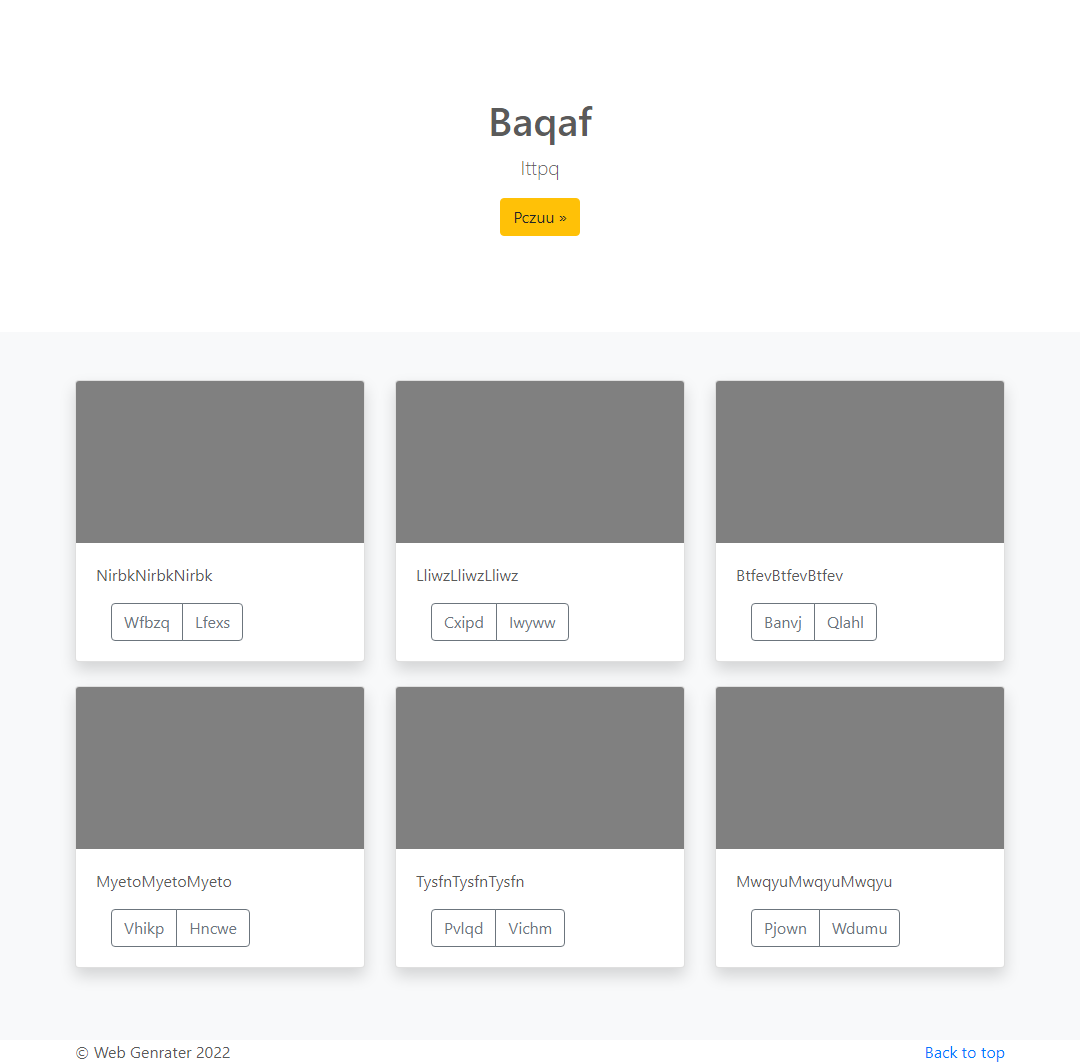 Baqaf
Ittpq
Pczuu »
NirbkNirbkNirbk
LliwzLliwzLliwz
BtfevBtfevBtfev
Wfbzq Lfexs
Cxipd Iwyww
Banvj Qlahl
MyetoMyetoMyeto
TysfnTysfnTysfn
MwqyuMwqyuMwqyu
Vhikp Hncwe
Pvlqd Vichm
Pjown Wdumu
© Web Genrater 2022
Back to top